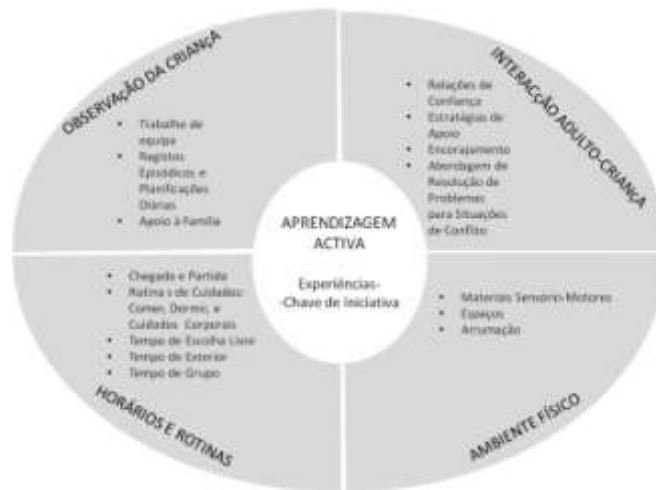 OBSERVAÇÃO DA CRIANÇA
• Trabalho de
equipa
• Registos
Episódicos e
Planificações
Diárias
• Apoio à Família
INTERACÇÃO ADULTO-CRIANÇA
• Relações de
Confiança
• Estratégias de
Apoio
• Encorajamento
• Abordagem de
Resolução de
Problemas
para Situações
de Conflito
APRENDIZAGEM
ACTIVA
Experiências-
-Chave de iniciativa
• Chegada e Partida
• Rotina s de Cuidados:
Comer, Dormir, e
Cuidados Corporais
• Tempo de Escolha Livre
• Tempo de Exterior
• Tempo de Grupo
HORÁRIOS E ROTINAS
• Materiais Sensório-Motores
• Espaços
• Arrumação
AMBIENTE FÍSICO